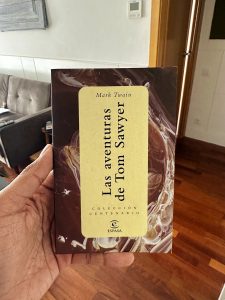 Mark Twain
Las aventuras
de Tom Sawyer
COLECCIÓN
CENTENARIO
ESPASA